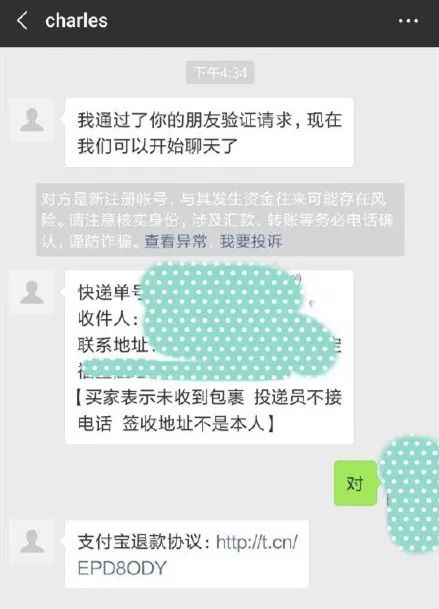 charles
下午4:34
我通过了你的朋友验证请求，现在
我们可以开始聊天了
对方是新注册帐号，与其发生资金往来可能存在风
险。请注意核实身份，涉及汇款、转账等务必电话确
认，谨防诈骗。查看异常，我要投诉
快递单号
收件人：
联系地址：
【买家表示未收到包裹 投递员不接
电话 签收地址不是本人】
对
支付宝退款协议：http://t.cn/
EPD8ODY